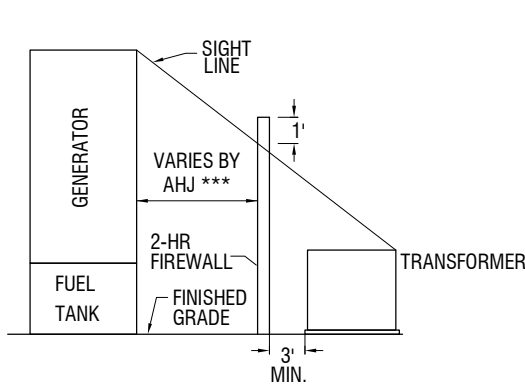 SIGHT
LINE
1'
GENERATOR
VARIES BY
AHJ ***
2-HR
FIREWALL
TRANSFORMER
FUEL
TANK
FINISHED
GRADE
3'
MIN.